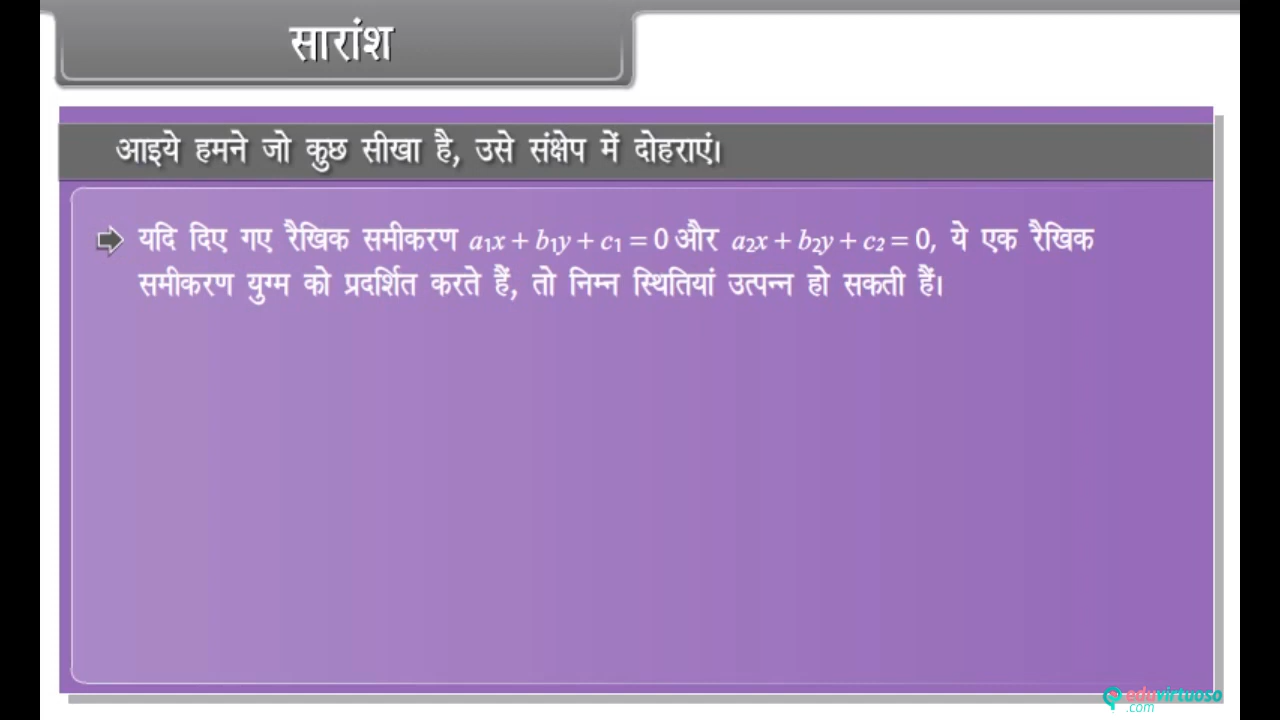 सारांश
आइये हमने जो कुछ सीखा है, उसे संक्षेप में दोहराएं।
यदि दिए गए रैखिक समीकरण a₁x + b₁y + c₁ = 0 और a₂x + b₂y + c₂ = 0, ये एक रैखिक
समीकरण युग्म को प्रदर्शित करते हैं, तो निम्न स्थितियां उत्पन्न हो सकती हैं।
eduvirtuoso
.com